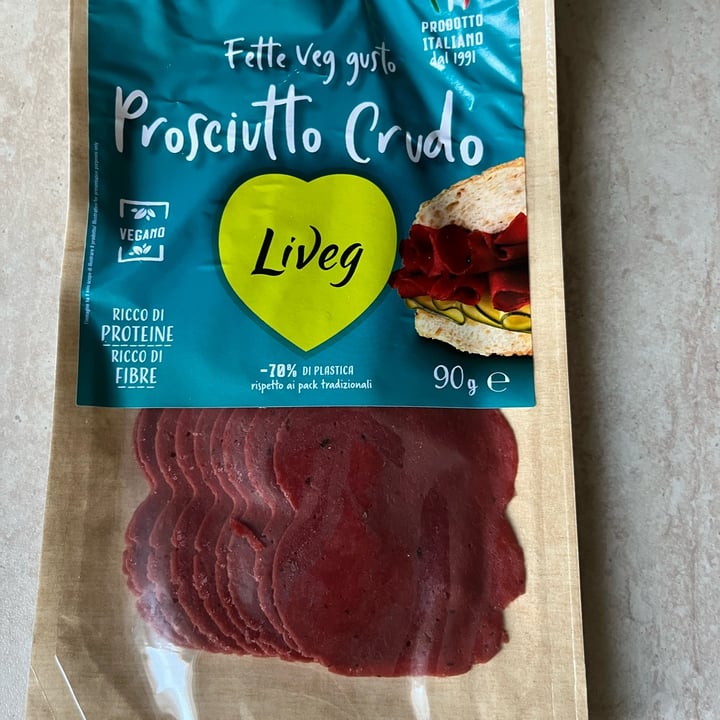 PRODOTTO
ITALIANO
dal 1991
Fette Veg gusto
Prosciutto Crudo
VEGANO
LiVeg
RICCO DI
PROTEINE
RICCO DI
FIBRE
-70% DI PLASTICA
rispetto ai pack tradizionali
90g ℮